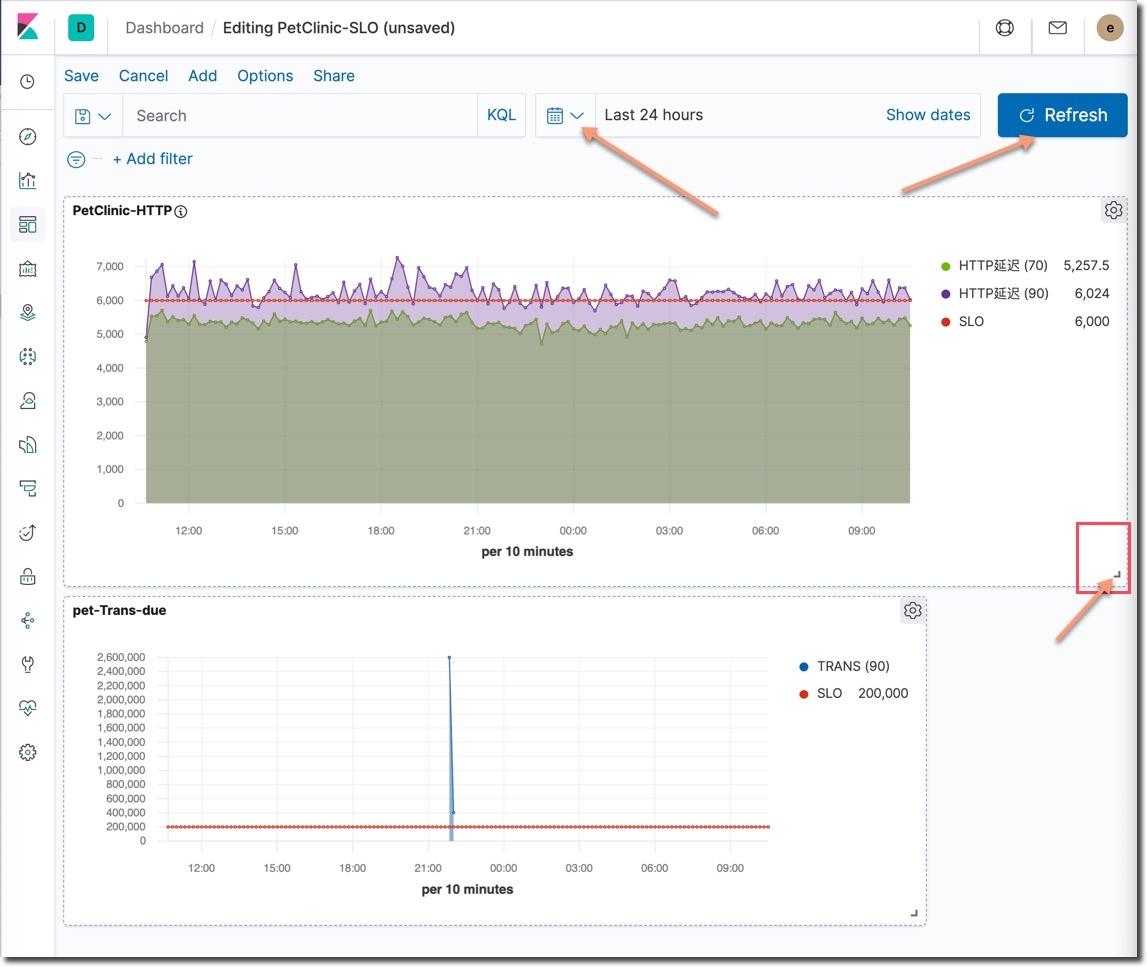 D Dashboard / Editing PetClinic-SLO (unsaved) e
Save Cancel Add Options Share
Search KQL Last 24 hours Show dates Refresh
+ Add filter
PetClinic-HTTP
7,000
6,000
5,000
4,000
3,000
2,000
1,000
0
12:00 15:00 18:00 21:00 00:00 03:00 06:00 09:00
per 10 minutes
HTTP延迟 (70) 5,257.5
HTTP延迟 (90) 6,024
SLO 6,000
pet-Trans-due
2,600,000
2,400,000
2,200,000
2,000,000
1,800,000
1,600,000
1,400,000
1,200,000
1,000,000
800,000
600,000
400,000
200,000
0
12:00 15:00 18:00 21:00 00:00 03:00 06:00 09:00
per 10 minutes
TRANS (90)
SLO 200,000